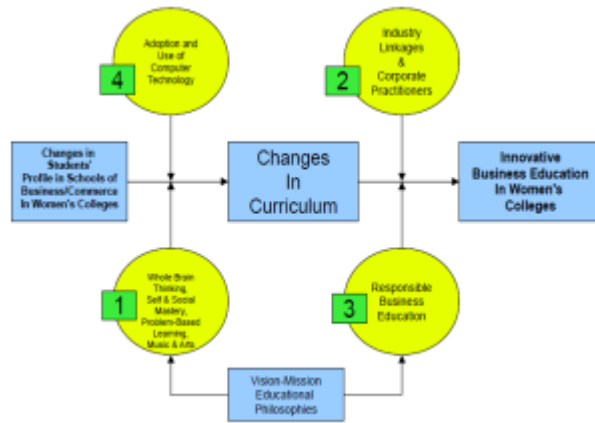 Adoption and
Use of
Computer
Technology
4
Industry
Linkages
&
Corporate
Practitioners
2
Changes in
Students'
Profile in Schools of
Business/Commerce
In Women's Colleges
Changes
In
Curriculum
Innovative
Business Education
In Women's
Colleges
Whole Brain
Thinking,
Self & Social
Mastery,
Problem-Based
Learning,
Music & Arts
1
Responsible
Business
Education
3
Vision-Mission
Educational
Philosophies